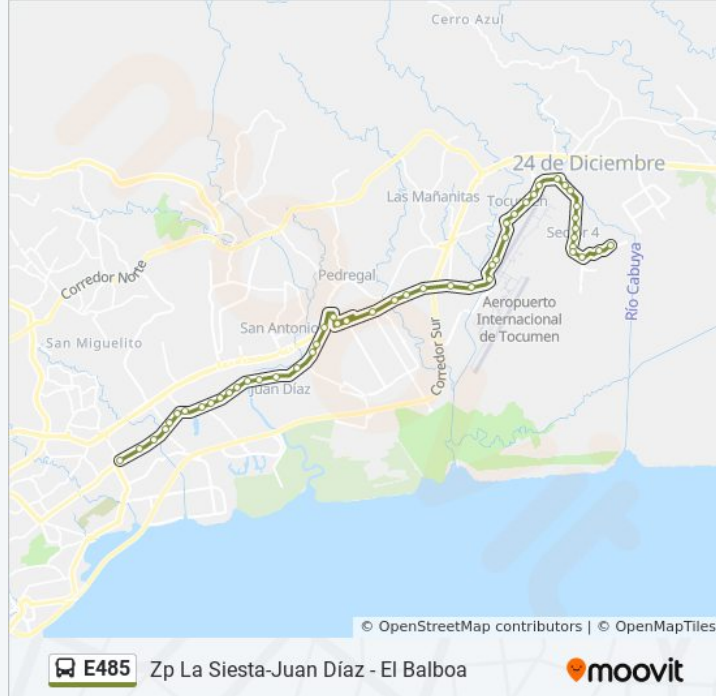 Cerro Azul
24 de Diciembre
Las Mañanitas
Tocumen
Sector 4
Río Cabuya
Pedregal
Corredor Norte
Aeropuerto
Internacional
de Tocumen
San Antonio
San Miguelito
Corredor Sur
Juan Díaz
© OpenStreetMap contributors | © OpenMapTiles
E485 Zp La Siesta-Juan Díaz - El Balboa
moovit